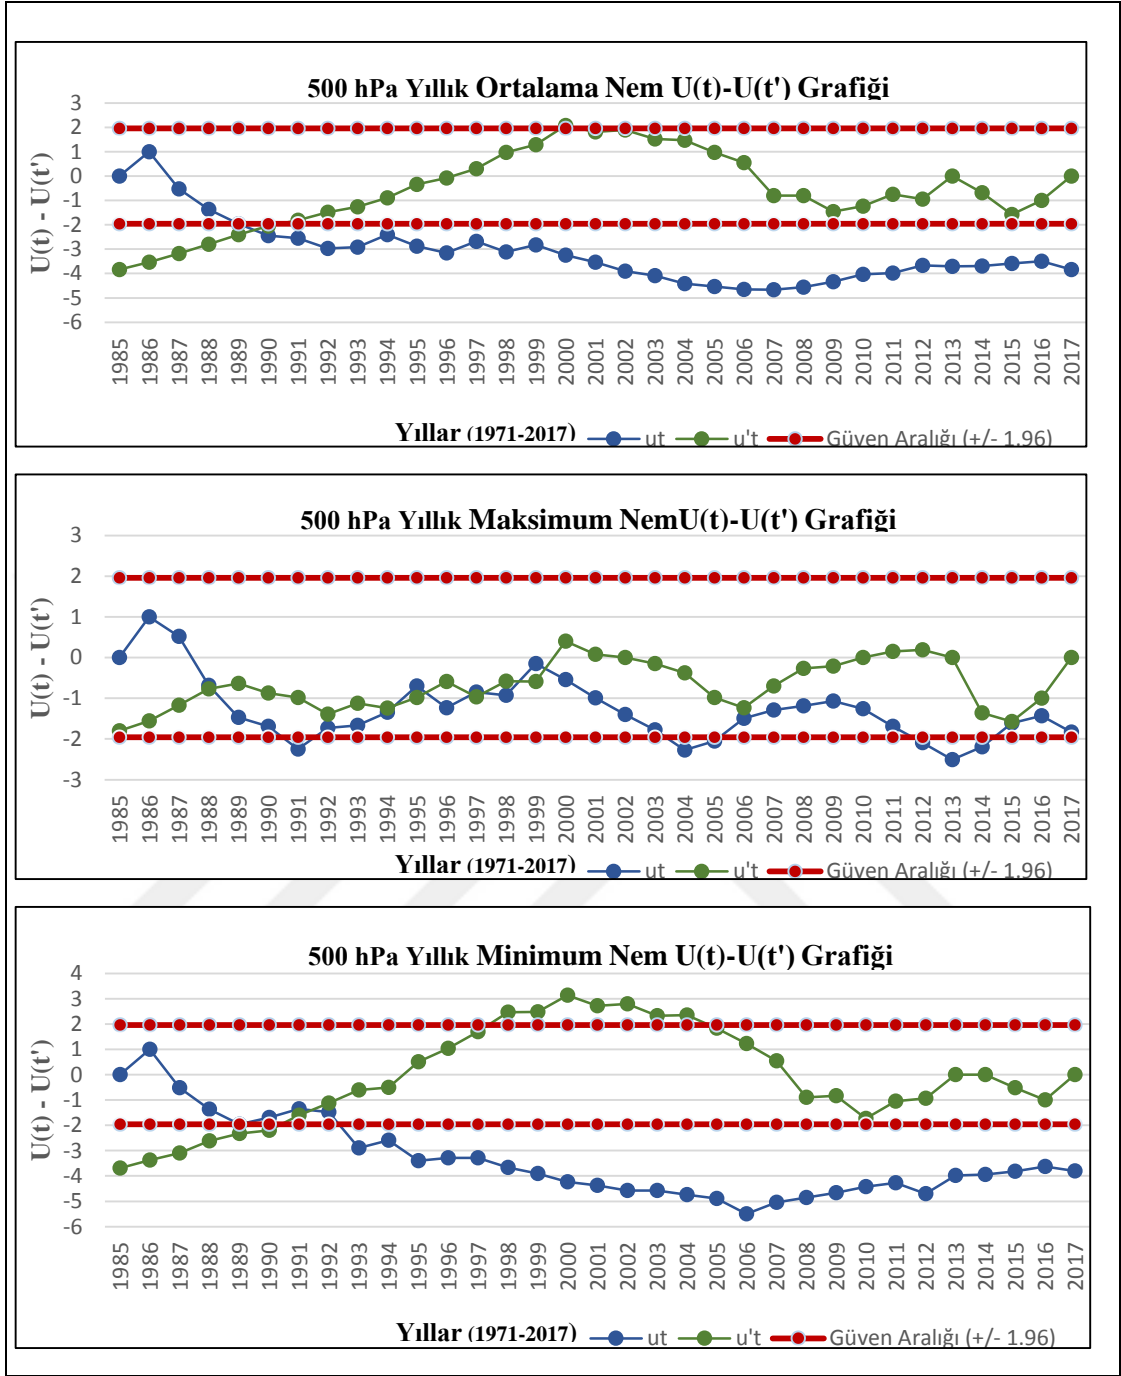 500 hPa Yıllık Ortalama Nem U(t)-U(t') Grafiği
3
2
1
0
-1
-2
-3
-4
-5
-6
U(t) - U(t')
1985 1986 1987 1988 1989 1990 1991 1992 1993 1994 1995 1996 1997 1998 1999 2000 2001 2002 2003 2004 2005 2006 2007 2008 2009 2010 2011 2012 2013 2014 2015 2016 2017
Yıllar (1971-2017) ut u't Güven Aralığı (+/- 1.96)
500 hPa Yıllık Maksimum NemU(t)-U(t') Grafiği
3
2
1
0
-1
-2
-3
U(t) - U(t')
1985 1986 1987 1988 1989 1990 1991 1992 1993 1994 1995 1996 1997 1998 1999 2000 2001 2002 2003 2004 2005 2006 2007 2008 2009 2010 2011 2012 2013 2014 2015 2016 2017
Yıllar (1971-2017) ut u't Güven Aralığı (+/- 1.96)
500 hPa Yıllık Minimum Nem U(t)-U(t') Grafiği
4
3
2
1
0
-1
-2
-3
-4
-5
-6
U(t) - U(t')
1985 1986 1987 1988 1989 1990 1991 1992 1993 1994 1995 1996 1997 1998 1999 2000 2001 2002 2003 2004 2005 2006 2007 2008 2009 2010 2011 2012 2013 2014 2015 2016 2017
Yıllar (1971-2017) ut u't Güven Aralığı (+/- 1.96)